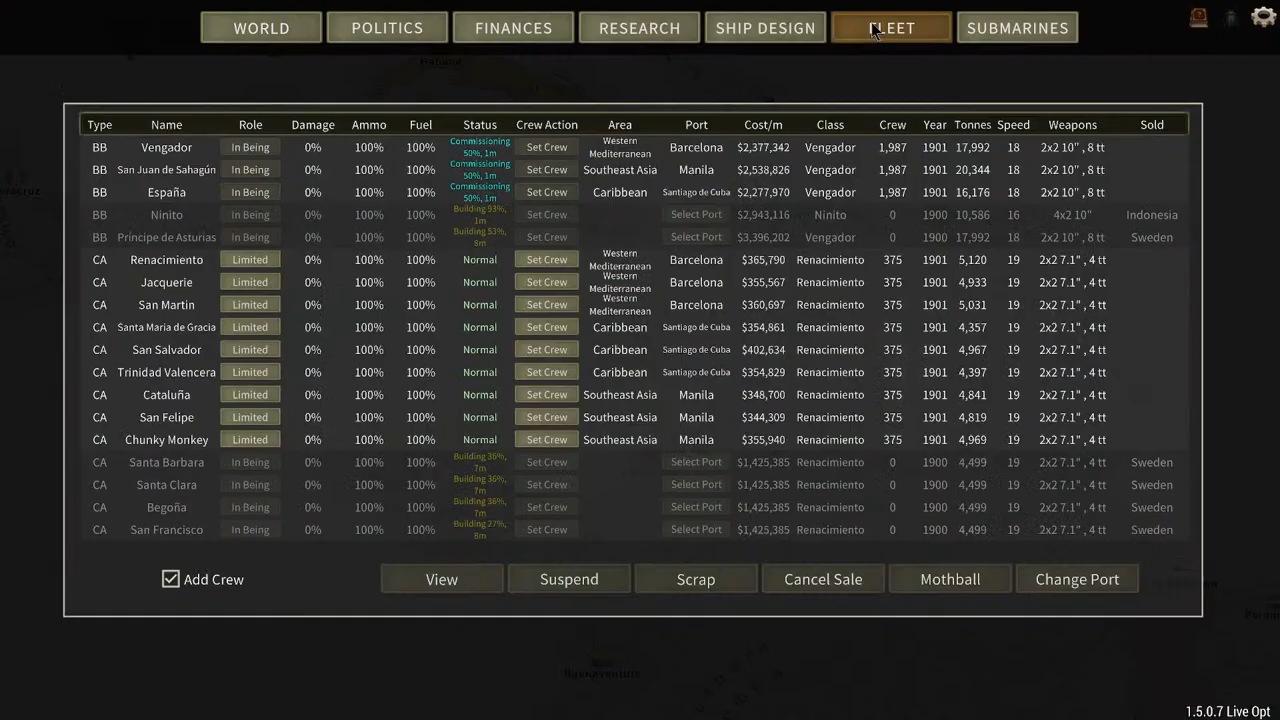 WORLD POLITICS FINANCES RESEARCH SHIP DESIGN FLEET SUBMARINES
Habana
Type Name Role Damage Ammo Fuel Status Crew Action Area Port Cost/m Class Crew Year Tonnes Speed Weapons Sold
BB Vengador In Being 0% 100% 100% Commissioning 50%, 1m Set Crew Western Mediterranean Barcelona $2,377,342 Vengador 1,987 1901 17,992 18 2x2 10" , 8 tt
BB San Juan de Sahagún In Being 0% 100% 100% Commissioning 50%, 1m Set Crew Southeast Asia Manila $2,538,826 Vengador 1,987 1901 20,344 18 2x2 10" , 8 tt
BB España In Being 0% 100% 100% Commissioning 50%, 1m Set Crew Caribbean Santiago de Cuba $2,277,970 Vengador 1,987 1901 16,176 18 2x2 10" , 8 tt
BB Ninito In Being 0% 100% 100% Building 93%, 1m Set Crew Select Port $2,943,116 Ninito 0 1900 10,586 16 4x2 10" Indonesia
BB Príncipe de Asturias In Being 0% 100% 100% Building 53%, 8m Set Crew Select Port $3,396,202 Vengador 0 1901 17,992 18 2x2 10" , 8 tt Sweden
CA Renacimiento Limited 0% 100% 100% Normal Set Crew Western Mediterranean Barcelona $365,790 Renacimiento 375 1901 5,120 19 2x2 7.1" , 4 tt
CA Jacquerie Limited 0% 100% 100% Normal Set Crew Western Mediterranean Barcelona $355,567 Renacimiento 375 1901 4,933 19 2x2 7.1" , 4 tt
CA San Martin Limited 0% 100% 100% Normal Set Crew Western Mediterranean Barcelona $360,697 Renacimiento 375 1901 5,031 19 2x2 7.1" , 4 tt
CA Santa Maria de Gracia Limited 0% 100% 100% Normal Set Crew Caribbean Santiago de Cuba $354,861 Renacimiento 375 1901 4,357 19 2x2 7.1" , 4 tt
CA San Salvador Limited 0% 100% 100% Normal Set Crew Caribbean Santiago de Cuba $402,634 Renacimiento 375 1901 4,967 19 2x2 7.1" , 4 tt
CA Trinidad Valencera Limited 0% 100% 100% Normal Set Crew Caribbean Santiago de Cuba $354,829 Renacimiento 375 1901 4,397 19 2x2 7.1" , 4 tt
CA Cataluña Limited 0% 100% 100% Normal Set Crew Southeast Asia Manila $348,700 Renacimiento 375 1901 4,841 19 2x2 7.1" , 4 tt
CA San Felipe Limited 0% 100% 100% Normal Set Crew Southeast Asia Manila $344,309 Renacimiento 375 1901 4,819 19 2x2 7.1" , 4 tt
CA Chunky Monkey Limited 0% 100% 100% Normal Set Crew Southeast Asia Manila $355,940 Renacimiento 375 1901 4,969 19 2x2 7.1" , 4 tt
CA Santa Barbara In Being 0% 100% 100% Building 36%, 7m Set Crew Select Port $1,425,385 Renacimiento 0 1900 4,499 19 2x2 7.1" , 4 tt Sweden
CA Santa Clara In Being 0% 100% 100% Building 36%, 7m Set Crew Select Port $1,425,385 Renacimiento 0 1900 4,499 19 2x2 7.1" , 4 tt Sweden
CA Begoña In Being 0% 100% 100% Building 36%, 7m Set Crew Select Port $1,425,385 Renacimiento 0 1900 4,499 19 2x2 7.1" , 4 tt Sweden
CA San Francisco In Being 0% 100% 100% Building 27%, 8m Set Crew Select Port $1,425,385 Renacimiento 0 1900 4,499 19 2x2 7.1" , 4 tt Sweden
Add Crew View Suspend Scrap Cancel Sale Mothball Change Port
Buenaventura
1.5.0.7 Live Opt